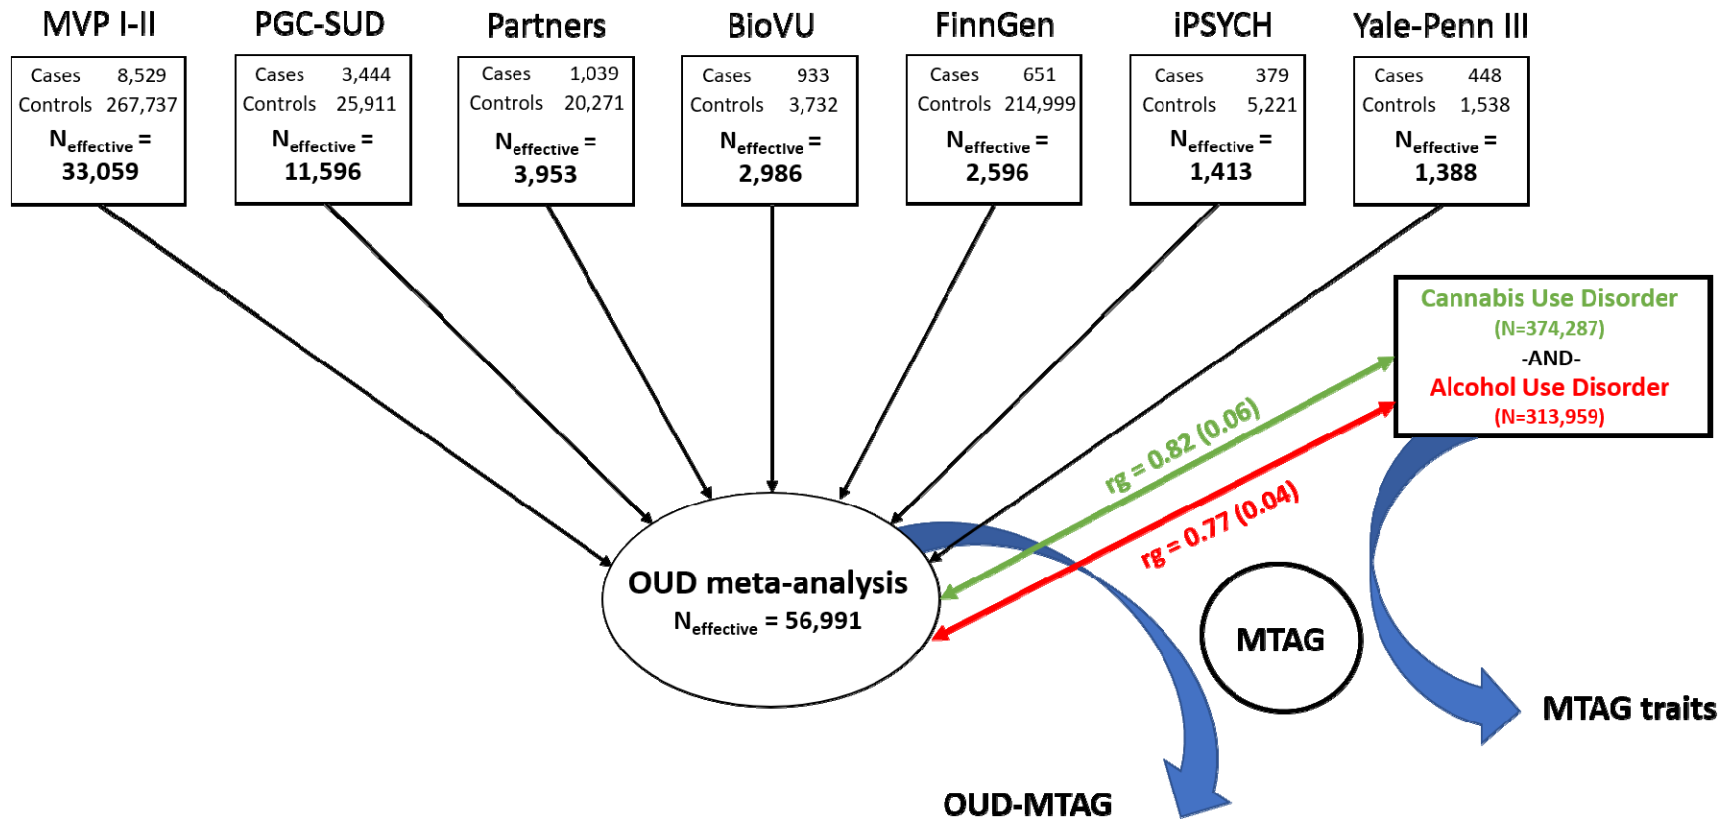 MVP I-II
Cases 8,529
Controls 267,737
Neffective =
33,059
PGC-SUD
Cases 3,444
Controls 25,911
Neffective =
11,596
Partners
Cases 1,039
Controls 20,271
Neffective =
3,953
BioVU
Cases 933
Controls 3,732
Neffective =
2,986
FinnGen
Cases 651
Controls 214,999
Neffective =
2,596
iPSYCH
Cases 379
Controls 5,221
Neffective =
1,413
Yale-Penn III
Cases 448
Controls 1,538
Neffective =
1,388
Cannabis Use Disorder
(N=374,287)
-AND-
Alcohol Use Disorder
(N=313,959)
rg = 0.82 (0.06)
rg = 0.77 (0.04)
OUD meta-analysis
Neffective = 56,991
MTAG
MTAG traits
OUD-MTAG